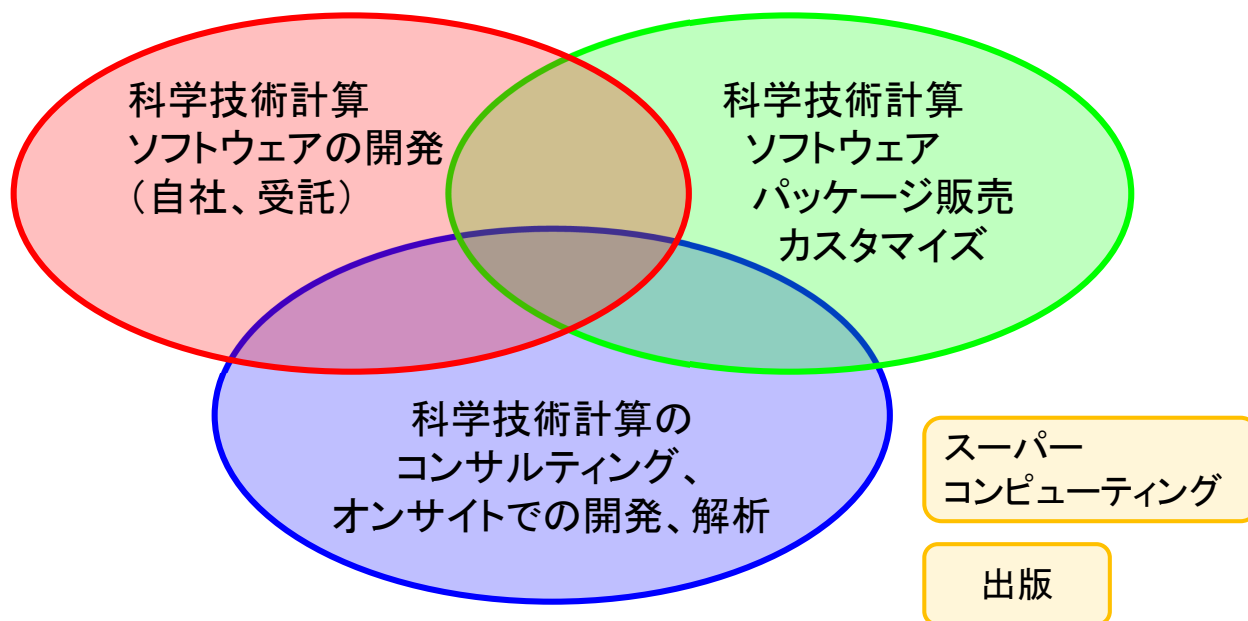 科学技術計算
ソフトウェアの開発
（自社、受託）
科学技術計算
ソフトウェア
パッケージ販売
カスタマイズ
科学技術計算の
コンサルティング、
オンサイトでの開発、解析
スーパー
コンピューティング
出版